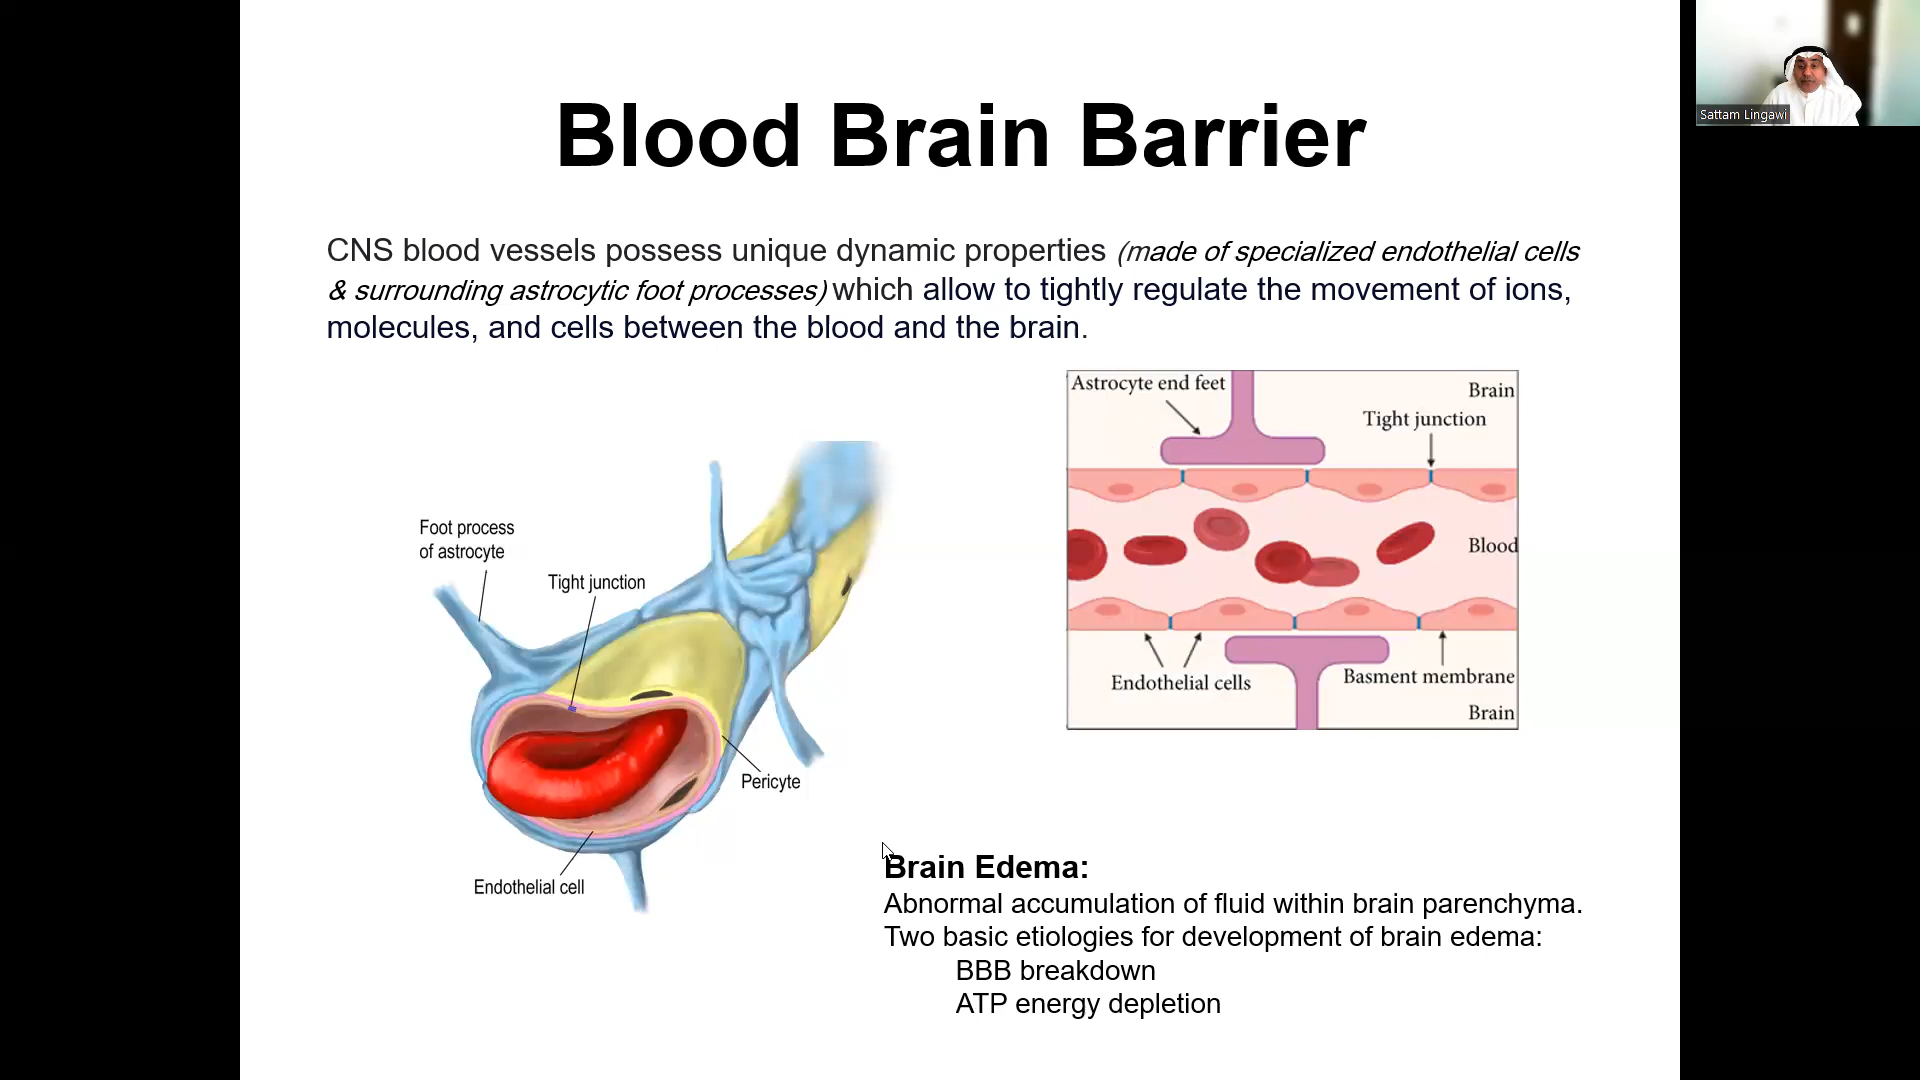 Blood Brain Barrier
Sattam Lingawi
CNS blood vessels possess unique dynamic properties (made of specialized endothelial cells
& surrounding astrocytic foot processes) which allow to tightly regulate the movement of ions,
molecules, and cells between the blood and the brain.
Foot process
of astrocyte
Tight junction
Pericyte
Endothelial cell
Astrocyte end feet
Brain
Tight junction
Blood
Endothelial cells
Basment membrane
Brain
Brain Edema:
Abnormal accumulation of fluid within brain parenchyma.
Two basic etiologies for development of brain edema:
BBB breakdown
ATP energy depletion